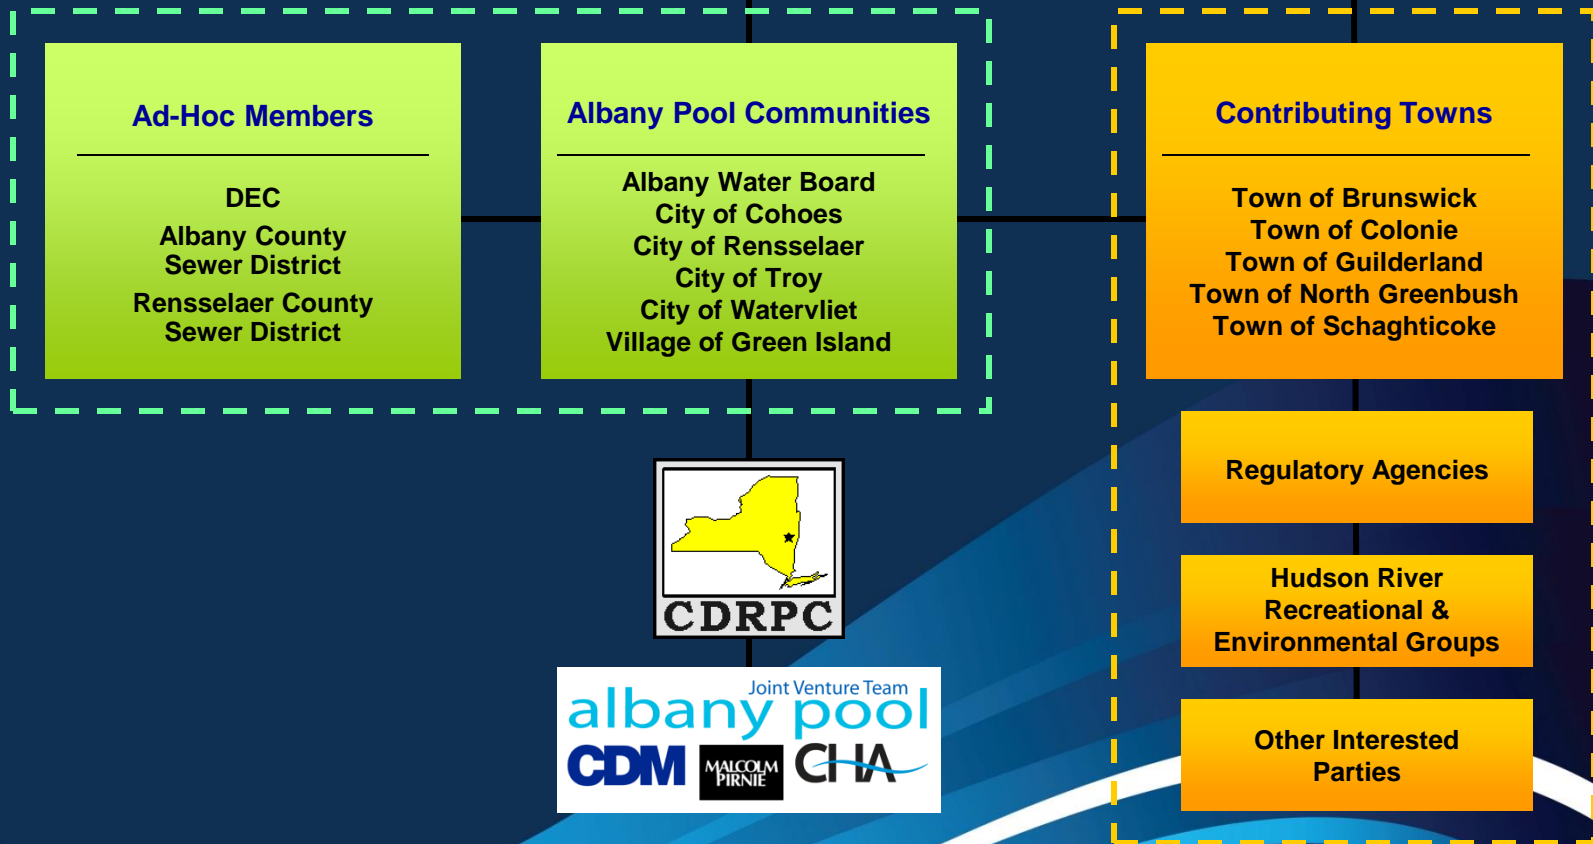 Ad-Hoc Members
DEC
Albany County
Sewer District
Rensselaer County
Sewer District
Albany Pool Communities
Albany Water Board
City of Cohoes
City of Rensselaer
City of Troy
City of Watervliet
Village of Green Island
Contributing Towns
Town of Brunswick
Town of Colonie
Town of Guilderland
Town of North Greenbush
Town of Schaghticoke
Regulatory Agencies
Hudson River
Recreational &
Environmental Groups
Other Interested
Parties
CDRPC
Joint Venture Team
albany pool
CDM
MALCOLM
PIRNIE
CHA